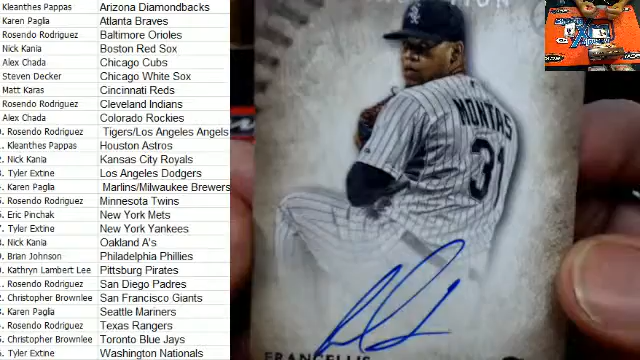 Kleanthes Pappas Arizona Diamondbacks
Karen Pagla Atlanta Braves
Rosendo Rodriguez Baltimore Orioles
Nick Kania Boston Red Sox
Alex Chada Chicago Cubs
Steven Decker Chicago White Sox
Matt Karas Cincinnati Reds
Rosendo Rodriguez Cleveland Indians
Alex Chada Colorado Rockies
Rosendo Rodriguez Tigers/Los Angeles Angels
Kleanthes Pappas Houston Astros
Nick Kania Kansas City Royals
Tyler Extine Los Angeles Dodgers
Karen Pagla Marlins/Milwaukee Brewers
Rosendo Rodriguez Minnesota Twins
Eric Pinchak New York Mets
Tyler Extine New York Yankees
Nick Kania Oakland A's
Brian Johnson Philadelphia Phillies
Kathryn Lambert Lee Pittsburg Pirates
Rosendo Rodriguez San Diego Padres
Christopher Brownlee San Francisco Giants
Karen Pagla Seattle Mariners
Rosendo Rodriguez Texas Rangers
Christopher Brownlee Toronto Blue Jays
Tyler Extine Washington Nationals
MONTAS
31
FRANCELLIS